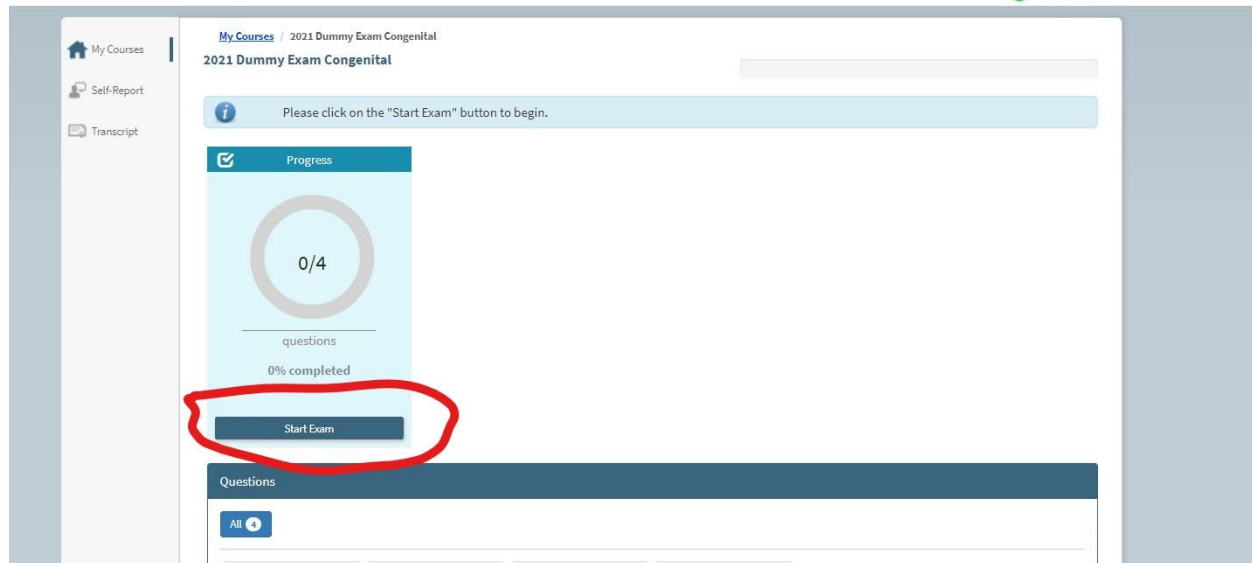 My Courses
Self-Report
Transcript
My Courses / 2021 Dummy Exam Congenital
2021 Dummy Exam Congenital
Please click on the "Start Exam" button to begin.
Progress
0/4
questions
0% completed
Start Exam
Questions
All 4